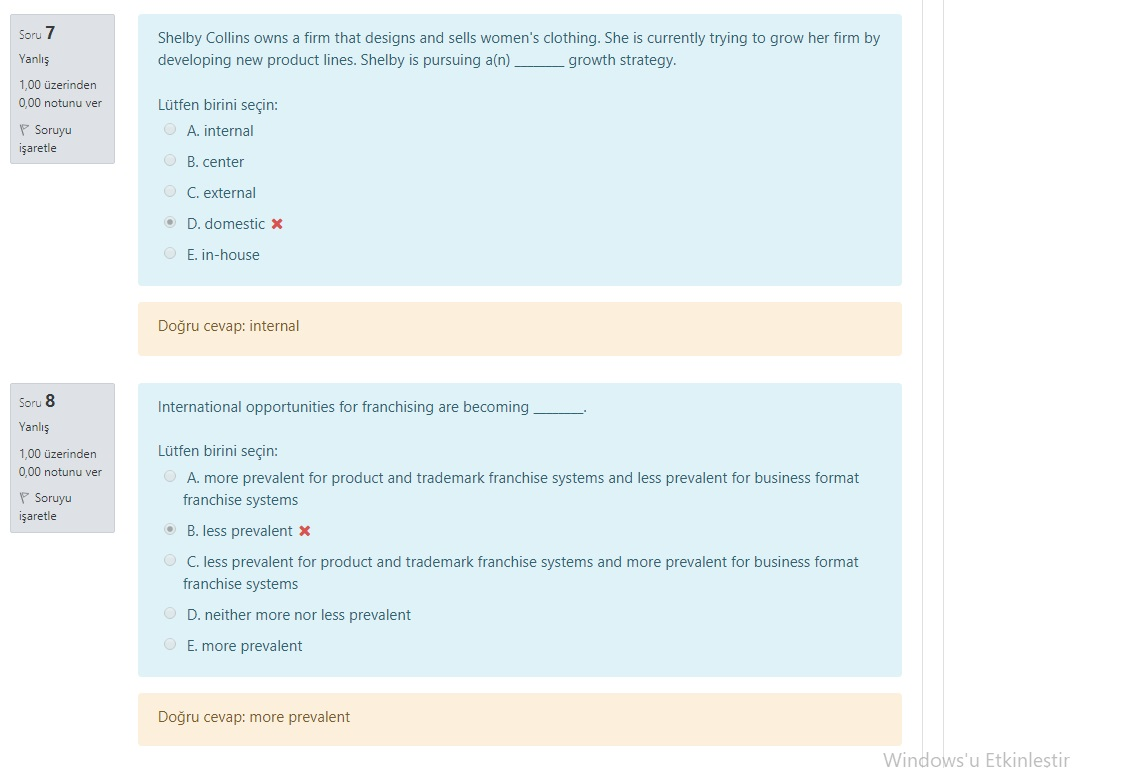 Soru 7
Yanlış
1,00 üzerinden
0,00 notunu ver
Soruyu
işaretle
Shelby Collins owns a firm that designs and sells women's clothing. She is currently trying to grow her firm by
developing new product lines. Shelby is pursuing a(n) _______ growth strategy.
Lütfen birini seçin:
A. internal
B. center
C. external
D. domestic
E. in-house
Doğru cevap: internal
Soru 8
Yanlış
1,00 üzerinden
0,00 notunu ver
Soruyu
işaretle
International opportunities for franchising are becoming _______.
Lütfen birini seçin:
A. more prevalent for product and trademark franchise systems and less prevalent for business format
franchise systems
B. less prevalent
C. less prevalent for product and trademark franchise systems and more prevalent for business format
franchise systems
D. neither more nor less prevalent
E. more prevalent
Doğru cevap: more prevalent
Windows'u Etkinleştir